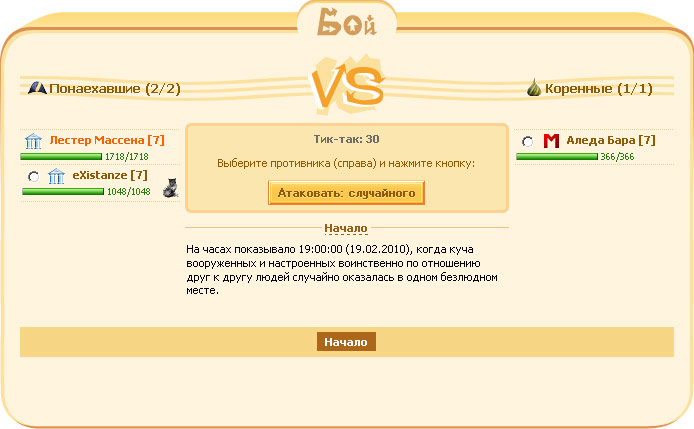 Бой
Понаехавшие (2/2)
VS
Коренные (1/1)
Лестер Массена [7]
1718/1718
eXistanze [7]
1048/1048
Тик-так: 30
Выберите противника (справа) и нажмите кнопку:
Атаковать: случайного
Аледа Бара [7]
366/366
Начало
На часах показывало 19:00:00 (19.02.2010), когда куча
вооруженных и настроенных воинственно по отношению
друг к другу людей случайно оказалась в одном безлюдном
месте.
Начало